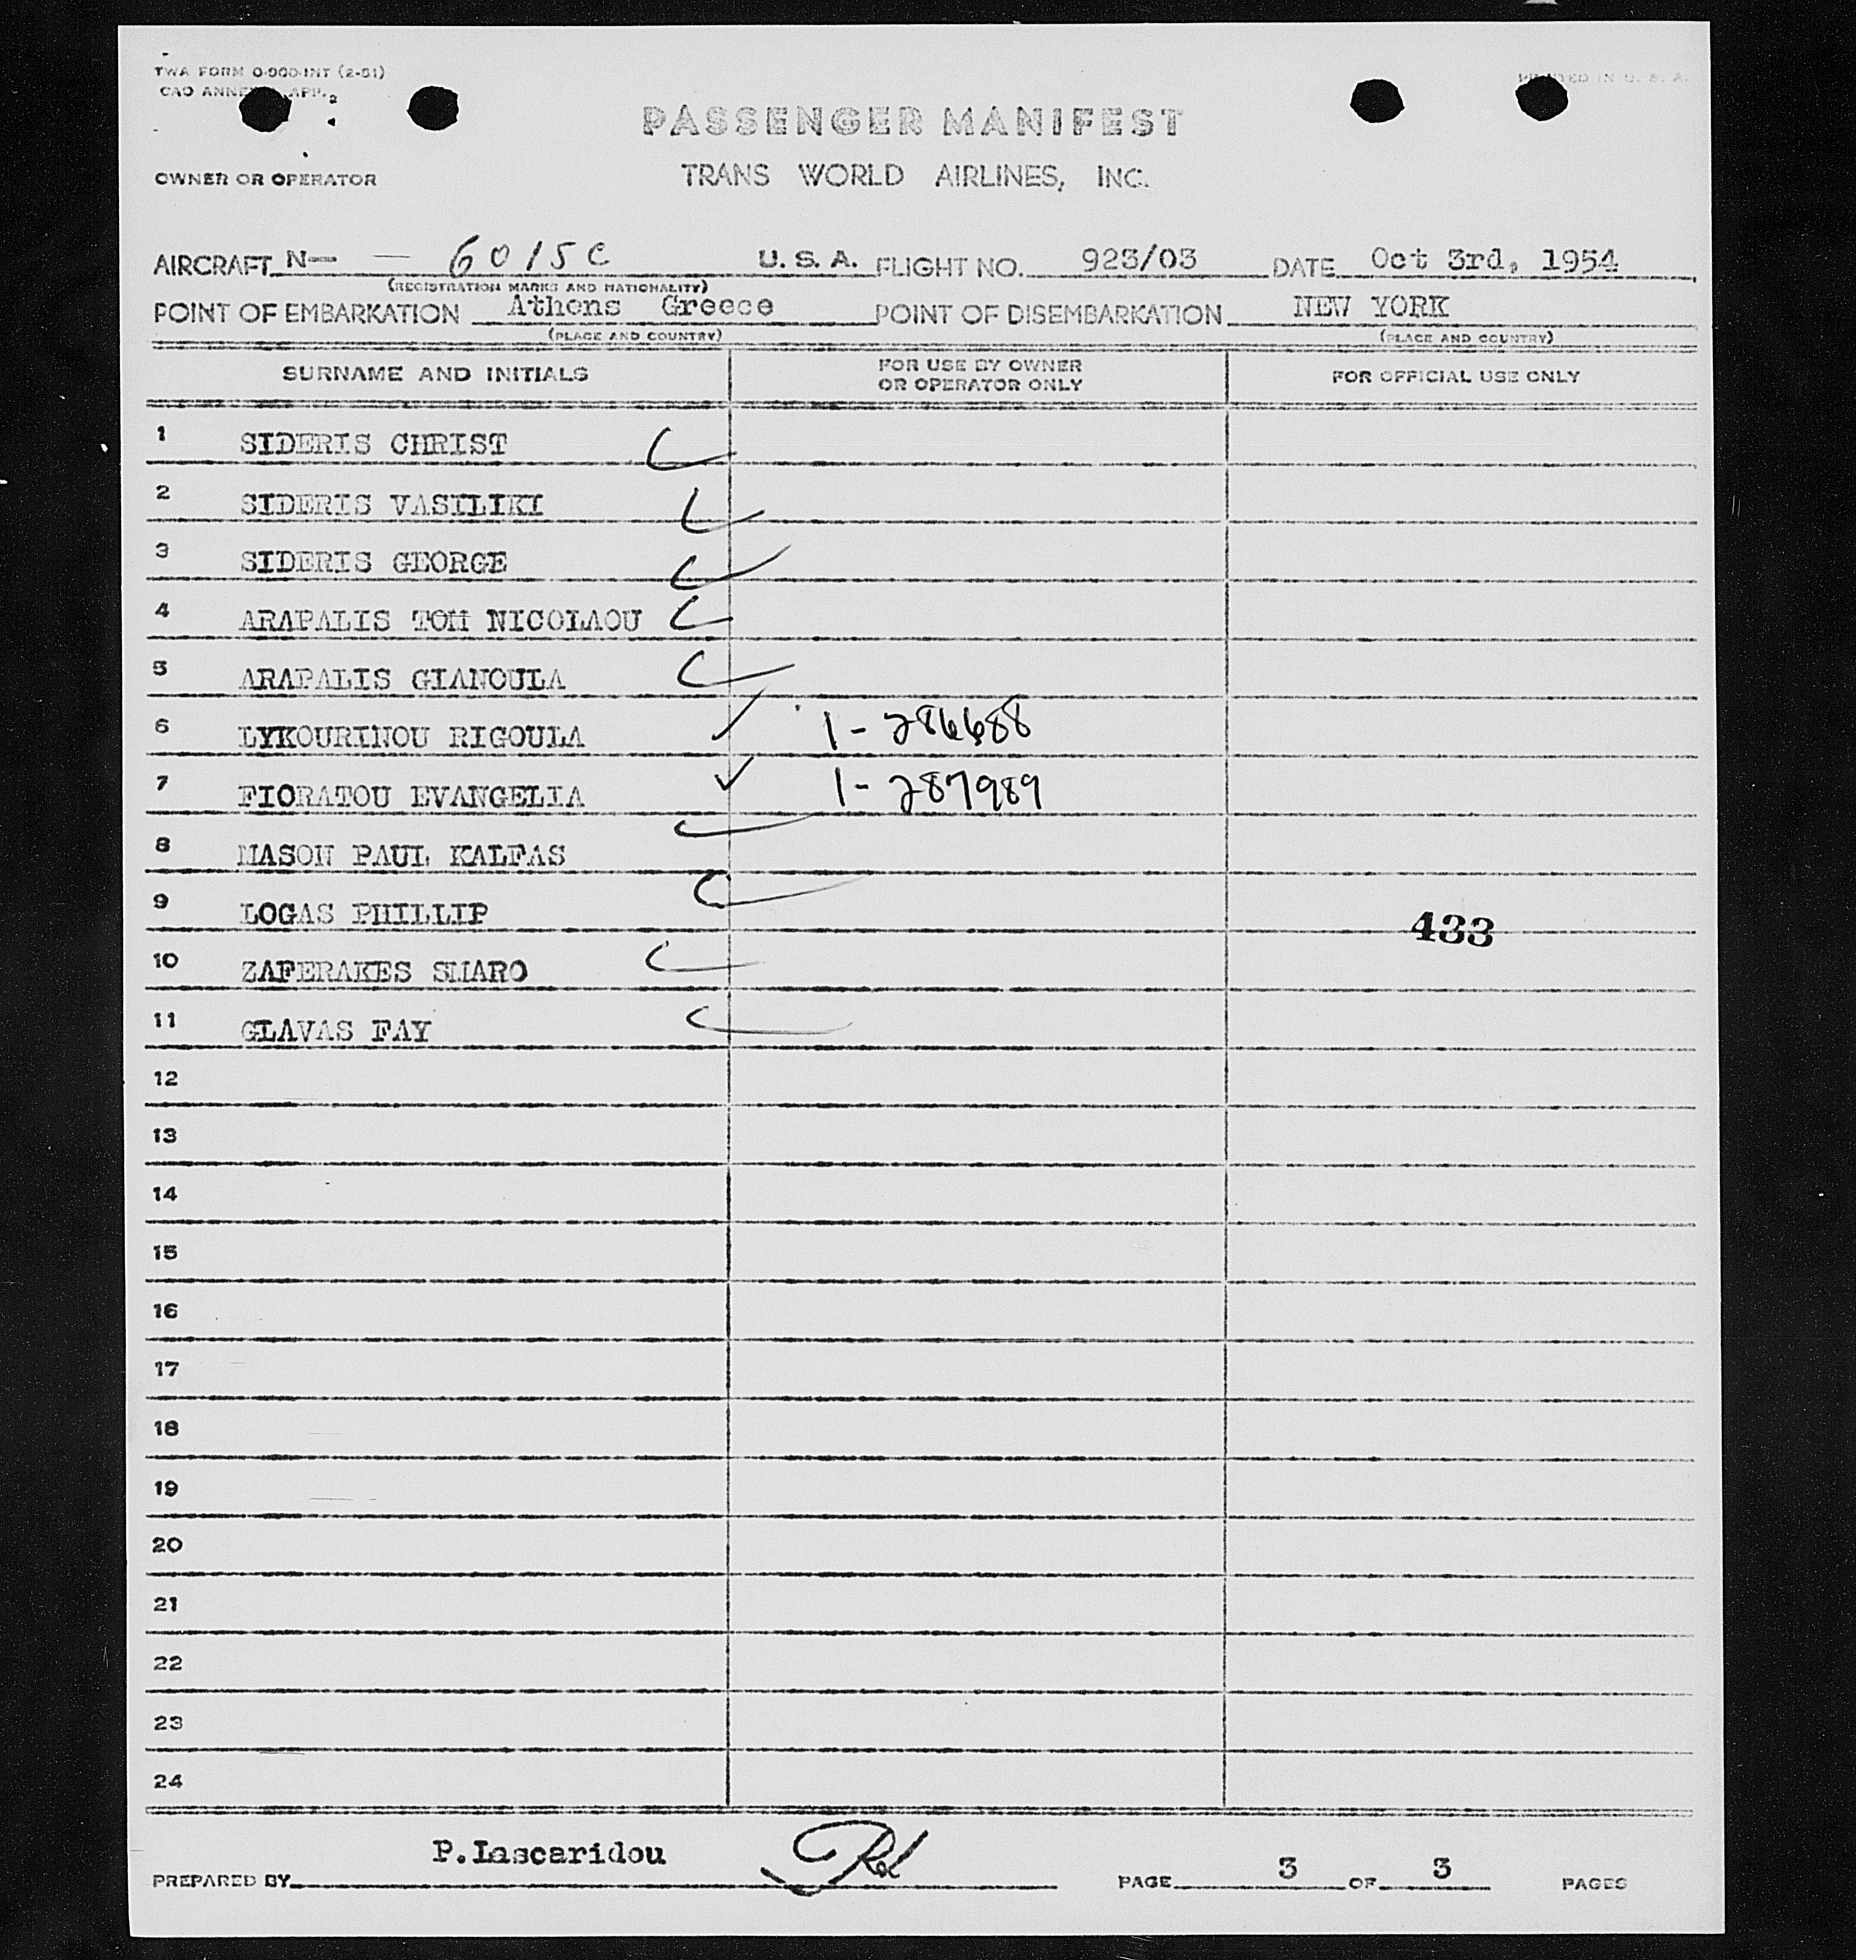 TWA FORM O-900-INT (2-51)
CAO ANNEX APP. 2
PRINTED IN U. S. A.
PASSENGER MANIFEST
OWNER OR OPERATOR TRANS WORLD AIRLINES, INC.
AIRCRAFT N— — 6015C U. S. A. FLIGHT NO. 923/03 DATE Oct 3rd, 1954
(REGISTRATION MARKS AND NATIONALITY)
POINT OF EMBARKATION Athens Greece POINT OF DISEMBARKATION NEW YORK
(PLACE AND COUNTRY) (PLACE AND COUNTRY)
SURNAME AND INITIALS FOR USE BY OWNER OR OPERATOR ONLY FOR OFFICIAL USE ONLY
1 SIDERIS CHRIST
2 SIDERIS VASILIKI
3 SIDERIS GEORGE
4 ARAPALIS TOM NICOLAOU
5 ARAPALIS GIANOULA
6 LYKOURINOU RIGOULA 1-286688
7 FIORATOU EVANGELIA 1-287989
8 MASON PAUL KALFAS
9 LOGAS PHILLIP 433
10 ZAFERAKES SMARO
11 GLAVAS FAY
12
13
14
15
16
17
18
19
20
21
22
23
24
PREPARED BY P.Lascaridou PAGE 3 OF 3 PAGES